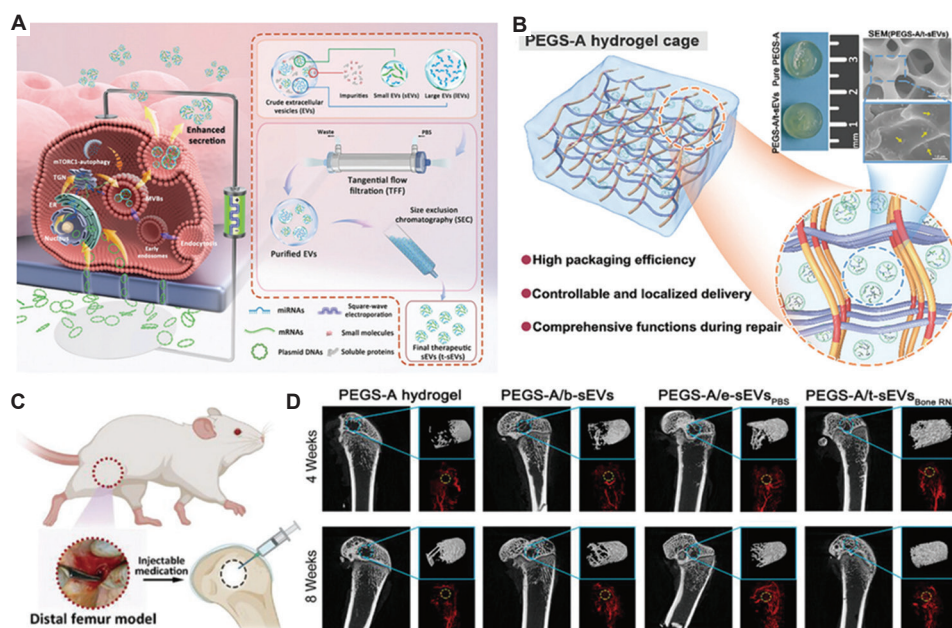 A
Enhanced
secretion
mTORC1-autophagy
TGN
ER
MVBs
Nucleus
Early
endosomes
Endocytosis
Crude extracellular
vesicles (EVs)
Impurities
Small EVs (sEVs)
Large EVs (lEVs)
Waste
PBS
Tangential flow
filtration (TFF)
Size exclusion
chromatography (SEC)
Purified EVs
miRNAs
Square-wave
electroporation
mRNAs
Small molecules
Plasmid DNAs
Soluble proteins
Final therapeutic
sEVs (t-sEVs)
B
PEGS-A hydrogel cage
PEGS-A/t-sEVs Pure PEGS-A
3
2
1
mm
SEM(PEGS-A/t-sEVs)
High packaging efficiency
Controllable and localized delivery
Comprehensive functions during repair
C
Injectable
medication
Distal femur model
D
PEGS-A hydrogel
PEGS-A/b-sEVs
PEGS-A/e-sEVsPBS
PEGS-A/t-sEVsBone RNA
4 Weeks
8 Weeks